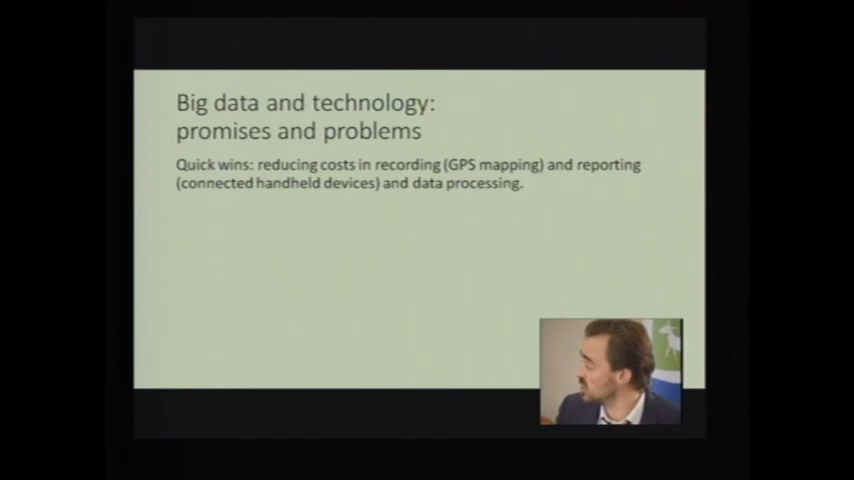 Big data and technology:
promises and problems
Quick wins: reducing costs in recording (GPS mapping) and reporting
(connected handheld devices) and data processing.